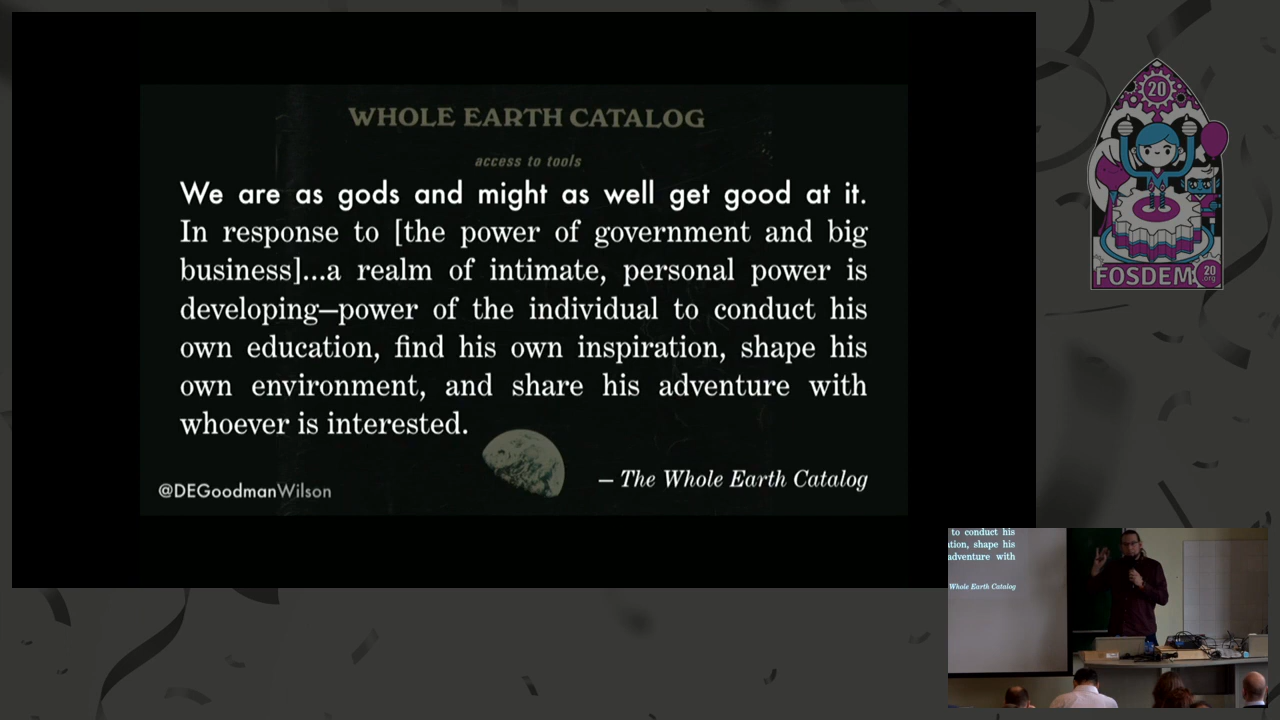 WHOLE EARTH CATALOG
access to tools
We are as gods and might as well get good at it.
In response to [the power of government and big
business]...a realm of intimate, personal power is
developing—power of the individual to conduct his
own education, find his own inspiration, shape his
own environment, and share his adventure with
whoever is interested.
— The Whole Earth Catalog
@DEGoodmanWilson
20
FOSDEM
20
.org
to conduct his
ation, shape his
adventure with
Whole Earth Catalog